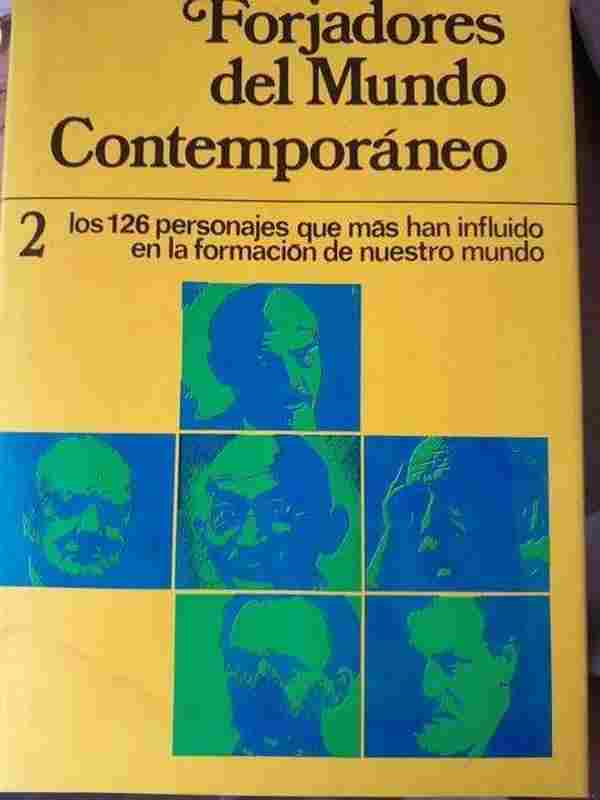 Forjadores
del Mundo
Contemporáneo
2 los 126 personajes que más han influido
en la formación de nuestro mundo